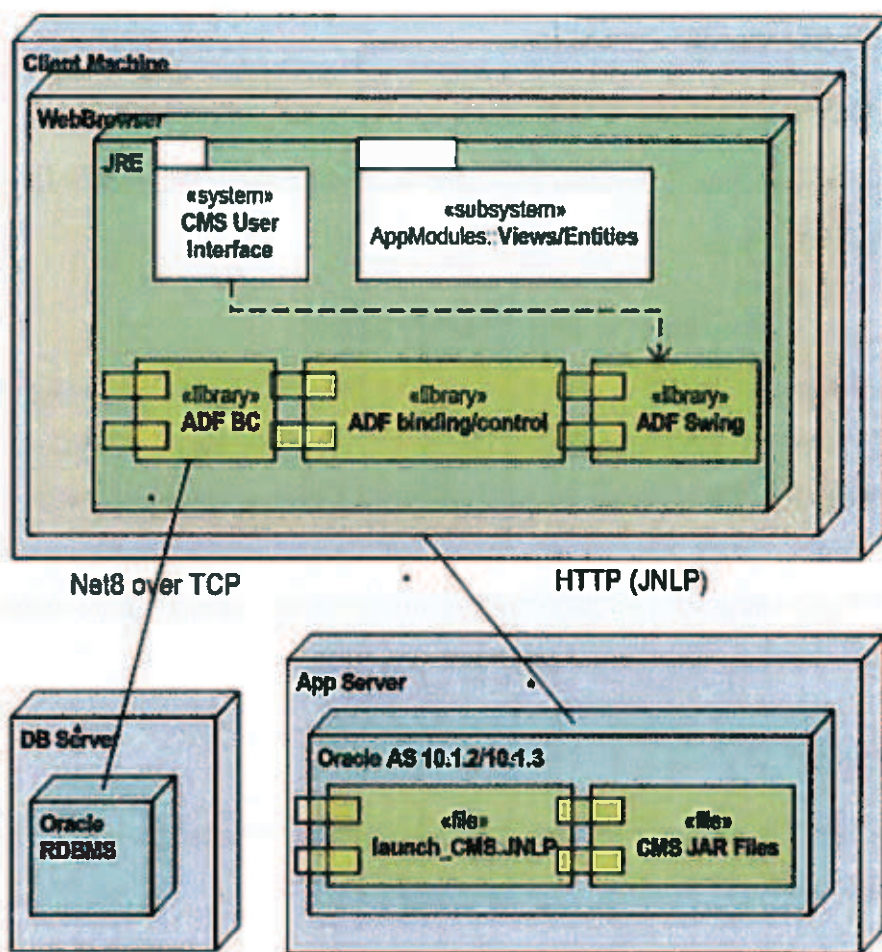 Client Machine
WebBrowser
JRE
«system»
CMS User
Interface
«subsystem»
AppModules::Views/Entities
«library»
ADF BC
«library»
ADF binding/control
«library»
ADF Swing
Net8 over TCP
HTTP (JNLP)
App Server
DB Server
Oracle AS 10.1.2/10.1.3
Oracle
RDBMS
«file»
launch_CMS.JNLP
«file»
CMS JAR Files